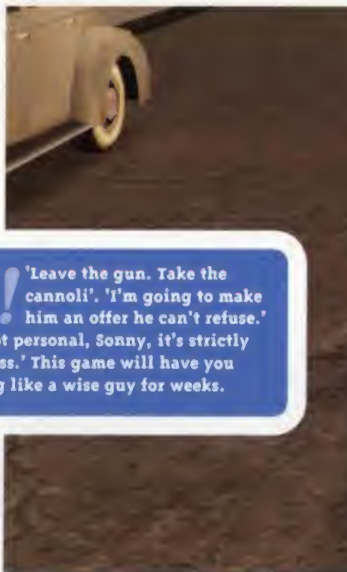 ! 'Leave the gun. Take the
cannoli'. 'I'm going to make
him an offer he can't refuse.'
personal, Sonny, it's strictly
This game will have you
like a wise guy for weeks.